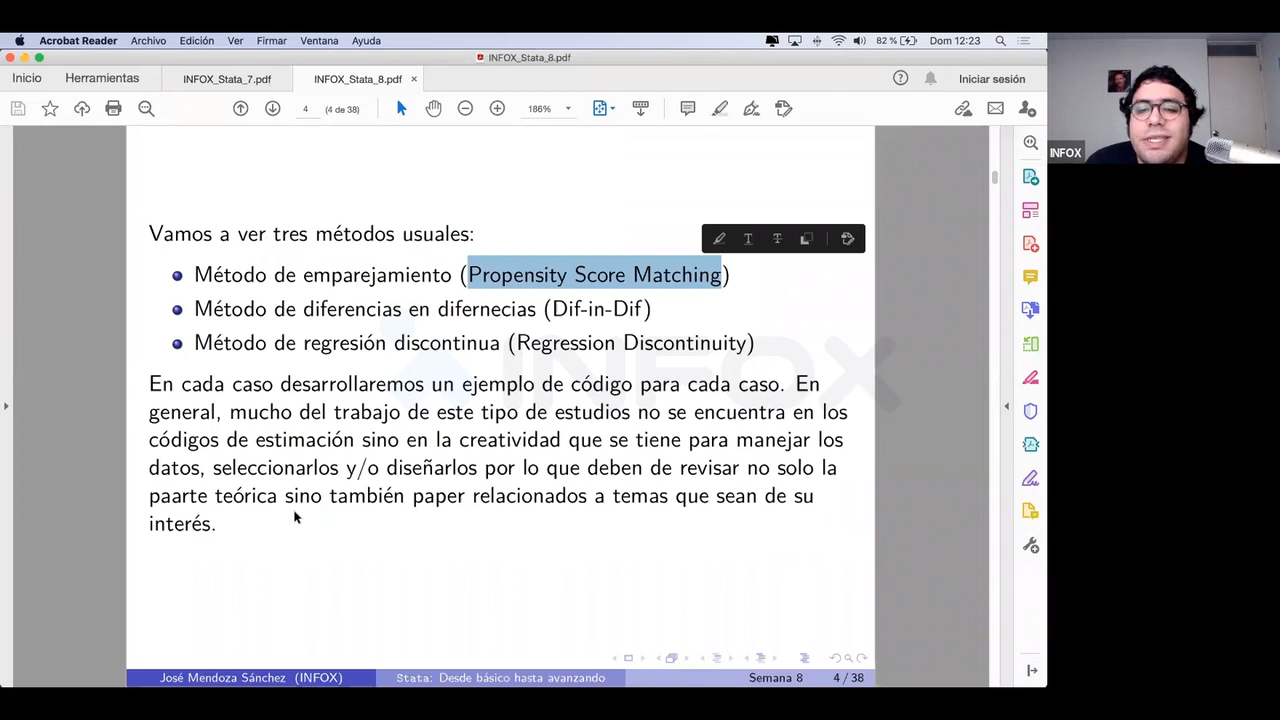 Acrobat Reader Archivo Edición Ver Firmar Ventana Ayuda 82 % Dom 12:23
INFOX_Stata_8.pdf
Inicio Herramientas INFOX_Stata_7.pdf INFOX_Stata_8.pdf × Iniciar sesión
4 (4 de 38) 186%
INFOX
Vamos a ver tres métodos usuales:
Método de emparejamiento (Propensity Score Matching)
Método de diferencias en difernecias (Dif-in-Dif)
Método de regresión discontinua (Regression Discontinuity)
INFOX
En cada caso desarrollaremos un ejemplo de código para cada caso. En
general, mucho del trabajo de este tipo de estudios no se encuentra en los
códigos de estimación sino en la creatividad que se tiene para manejar los
datos, seleccionarlos y/o diseñarlos por lo que deben de revisar no solo la
paarte teórica sino también paper relacionados a temas que sean de su
interés.
José Mendoza Sánchez (INFOX) Stata: Desde básico hasta avanzando Semana 8 4 / 38